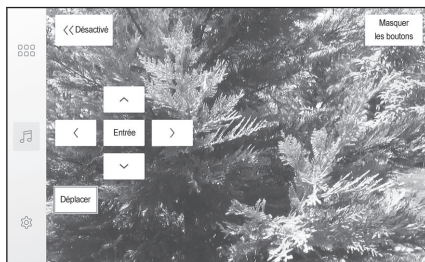 Désactivé
Masquer
les boutons
Entrée
Déplacer